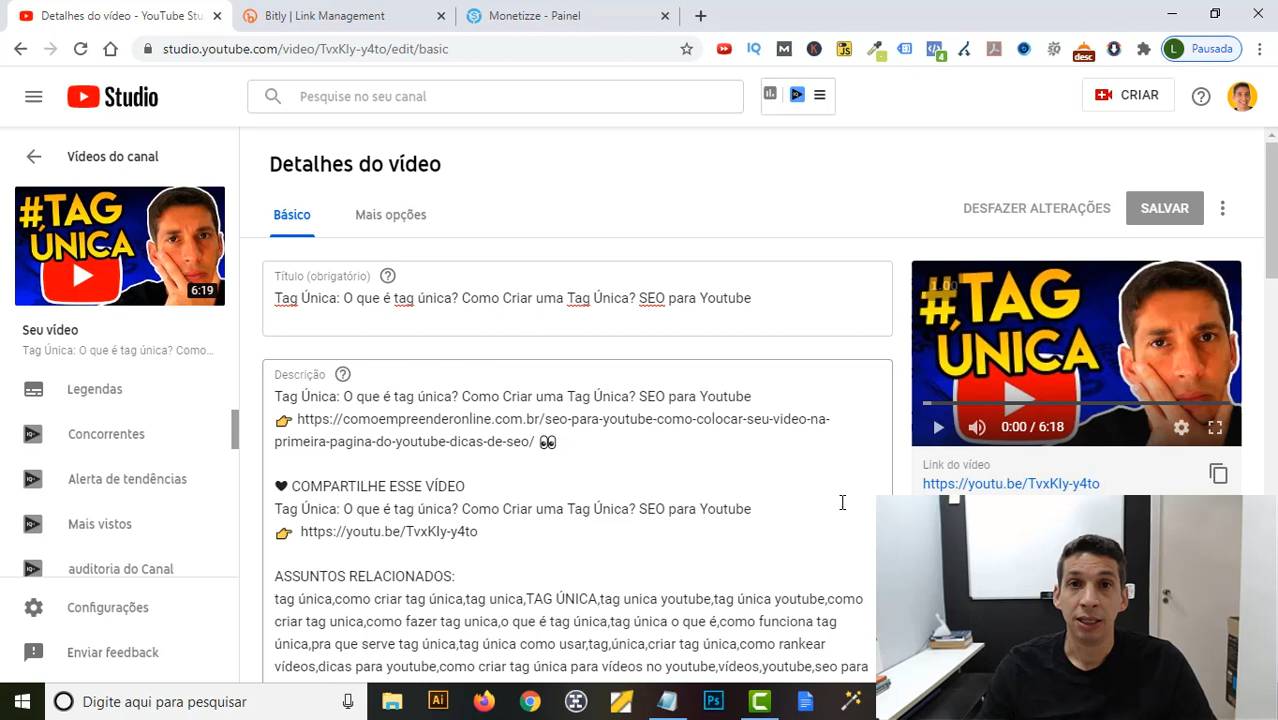 Detalhes do vídeo - YouTube Stu
Bitly | Link Management
Monetizze - Painel
studio.youtube.com/video/TvxKIy-y4to/edit/basic
IQ
M
K
JS
4
desc
L
Pausada
Studio
Pesquise no seu canal
CRIAR
Vídeos do canal
#TAG
ÚNICA
6:19
Seu vídeo
Tag Única: O que é tag única? Como...
Legendas
Concorrentes
Alerta de tendências
Mais vistos
auditoria do Canal
Configurações
Enviar feedback
Detalhes do vídeo
Básico
Mais opções
DESFAZER ALTERAÇÕES
SALVAR
Título (obrigatório)
Tag Única: O que é tag única? Como Criar uma Tag Única? SEO para Youtube
Descrição
Tag Única: O que é tag única? Como Criar uma Tag Única? SEO para Youtube
👉 https://comoempreenderonline.com.br/seo-para-youtube-como-colocar-seu-video-na-
primeira-pagina-do-youtube-dicas-de-seo/ 👀
❤ COMPARTILHE ESSE VÍDEO
Tag Única: O que é tag única? Como Criar uma Tag Única? SEO para Youtube
👉 https://youtu.be/TvxKIy-y4to
ASSUNTOS RELACIONADOS:
tag única,como criar tag única,tag unica,TAG ÚNICA,tag unica youtube,tag única youtube,como
criar tag unica,como fazer tag unica,o que é tag única,tag única o que é,como funciona tag
única,pra que serve tag única,tag única como usar,tag,única,criar tag única,como rankear
vídeos,dicas para youtube,como criar tag única para vídeos no youtube,vídeos,youtube,seo para
1.00
#TAG
ÚNICA
0:00 / 6:18
Link do vídeo
https://youtu.be/TvxKIy-y4to
Digite aqui para pesquisar
Ai
Ps